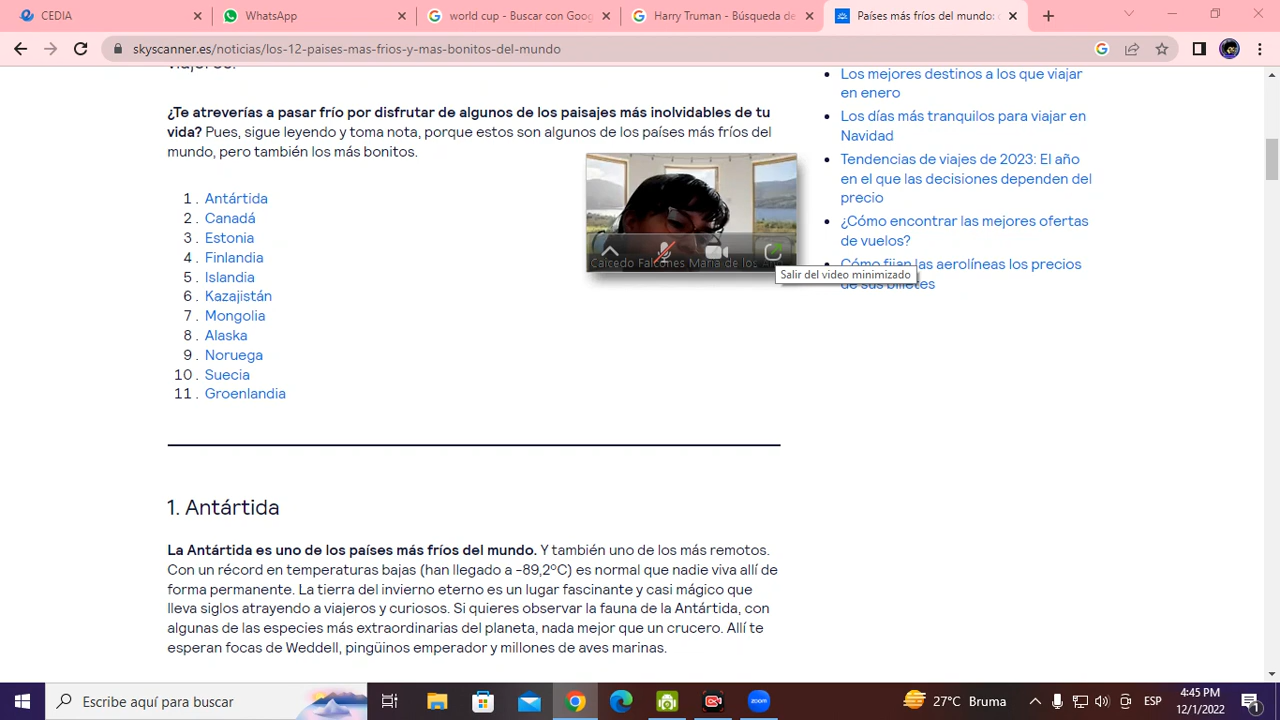 CEDIA
WhatsApp
world cup - Buscar con Goog
Harry Truman - Búsqueda de
Países más fríos del mundo:
skyscanner.es/noticias/los-12-paises-mas-frios-y-mas-bonitos-del-mundo
viajeros.
¿Te atreverías a pasar frío por disfrutar de algunos de los paisajes más inolvidables de tu
vida? Pues, sigue leyendo y toma nota, porque estos son algunos de los países más fríos del
mundo, pero también los más bonitos.
1. Antártida
2. Canadá
3. Estonia
4. Finlandia
5. Islandia
6. Kazajistán
7. Mongolia
8. Alaska
9. Noruega
10. Suecia
11. Groenlandia
Caicedo Falcones Maria de los
Salir del video minimizado
Los mejores destinos a los que viajar
en enero
Los días más tranquilos para viajar en
Navidad
Tendencias de viajes de 2023: El año
en el que las decisiones dependen del
precio
¿Cómo encontrar las mejores ofertas
de vuelos?
Cómo fijan las aerolíneas los precios
de sus billetes
1. Antártida
La Antártida es uno de los países más fríos del mundo. Y también uno de los más remotos.
Con un récord en temperaturas bajas (han llegado a -89,2ºC) es normal que nadie viva allí de
forma permanente. La tierra del invierno eterno es un lugar fascinante y casi mágico que
lleva siglos atrayendo a viajeros y curiosos. Si quieres observar la fauna de la Antártida, con
algunas de las especies más extraordinarias del planeta, nada mejor que un crucero. Allí te
esperan focas de Weddell, pingüinos emperador y millones de aves marinas.
Escribe aquí para buscar
zoom
27°C Bruma
ESP
4:45 PM
12/1/2022
1